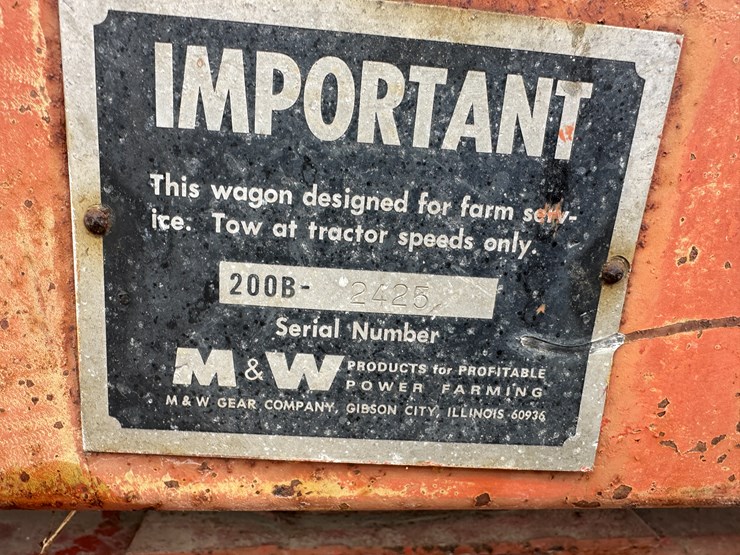 IMPORTANT
This wagon designed for farm serv-
ice. Tow at tractor speeds only.
200B- 2425
Serial Number
M & W PRODUCTS for PROFITABLE
POWER FARMING
M & W GEAR COMPANY, GIBSON CITY, ILLINOIS 60936